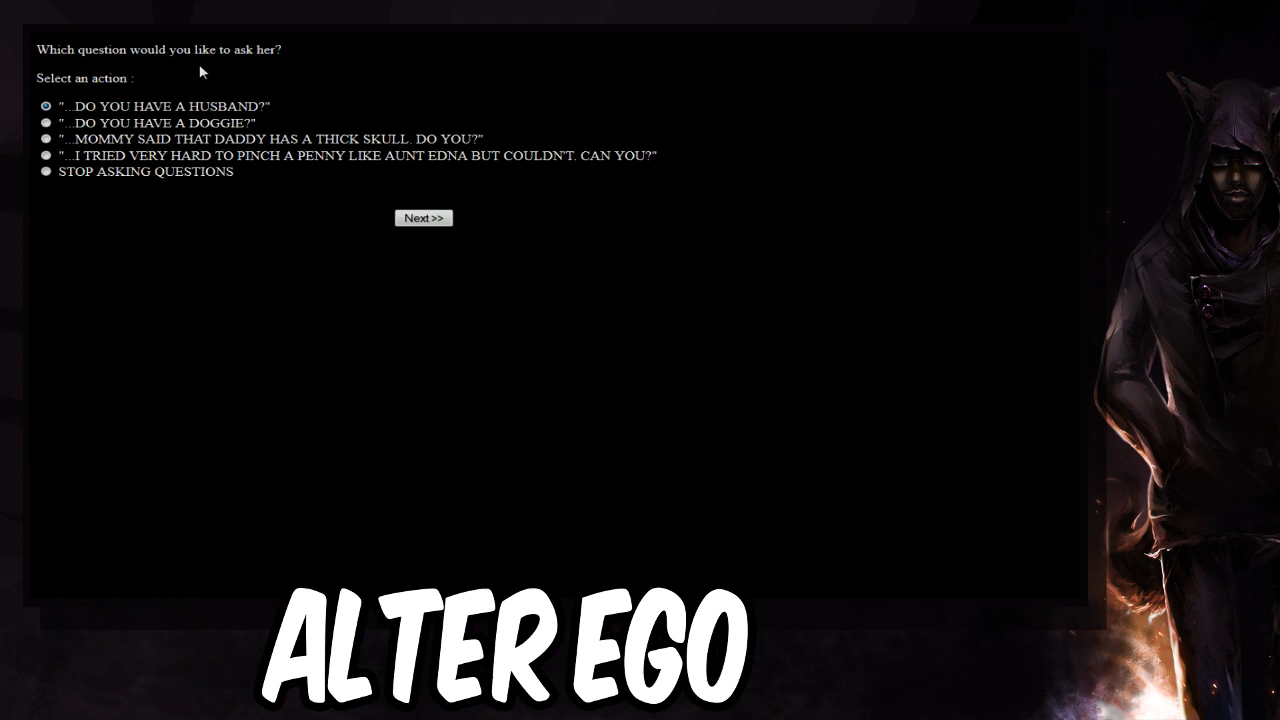 Which question would you like to ask her?
Select an action :
"...DO YOU HAVE A HUSBAND?"
"...DO YOU HAVE A DOGGIE?"
"...MOMMY SAID THAT DADDY HAS A THICK SKULL. DO YOU?"
"...I TRIED VERY HARD TO PINCH A PENNY LIKE AUNT EDNA BUT COULDN'T. CAN YOU?"
STOP ASKING QUESTIONS
Next >>
ALTER EGO